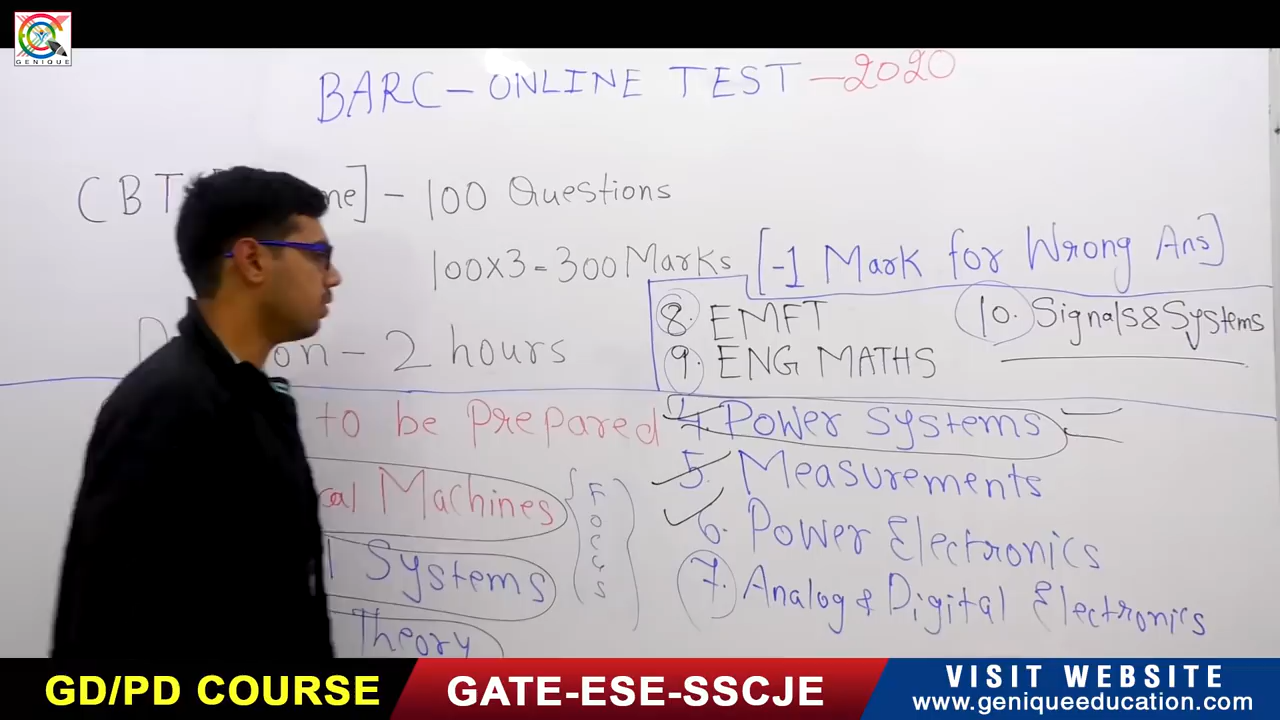 GENIQUE
BARC - ONLINE TEST - 2020
CBT ne] - 100 Questions
100x3 = 300 Marks [-1 Mark for Wrong Ans]
on - 2 hours
8. EMFT
9. ENG MATHS
10. Signals & Systems
to be Prepared
cal Machines
l Systems
Theory
FOCUS
4. Power Systems
5. Measurements
6. Power Electronics
7. Analog & Digital Electronics
GD/PD COURSE
GATE-ESE-SSCJE
VISIT WEBSITE
www.geniqueeducation.com